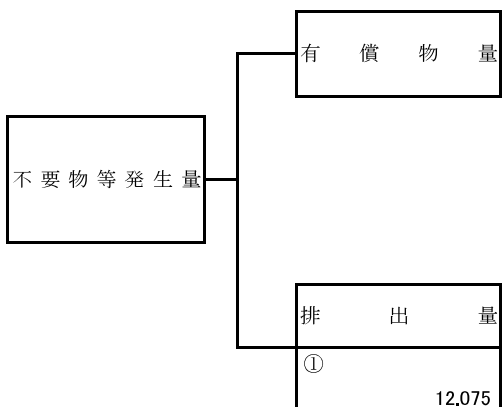 有償物量
不要物等発生量
排出量
①
12,075